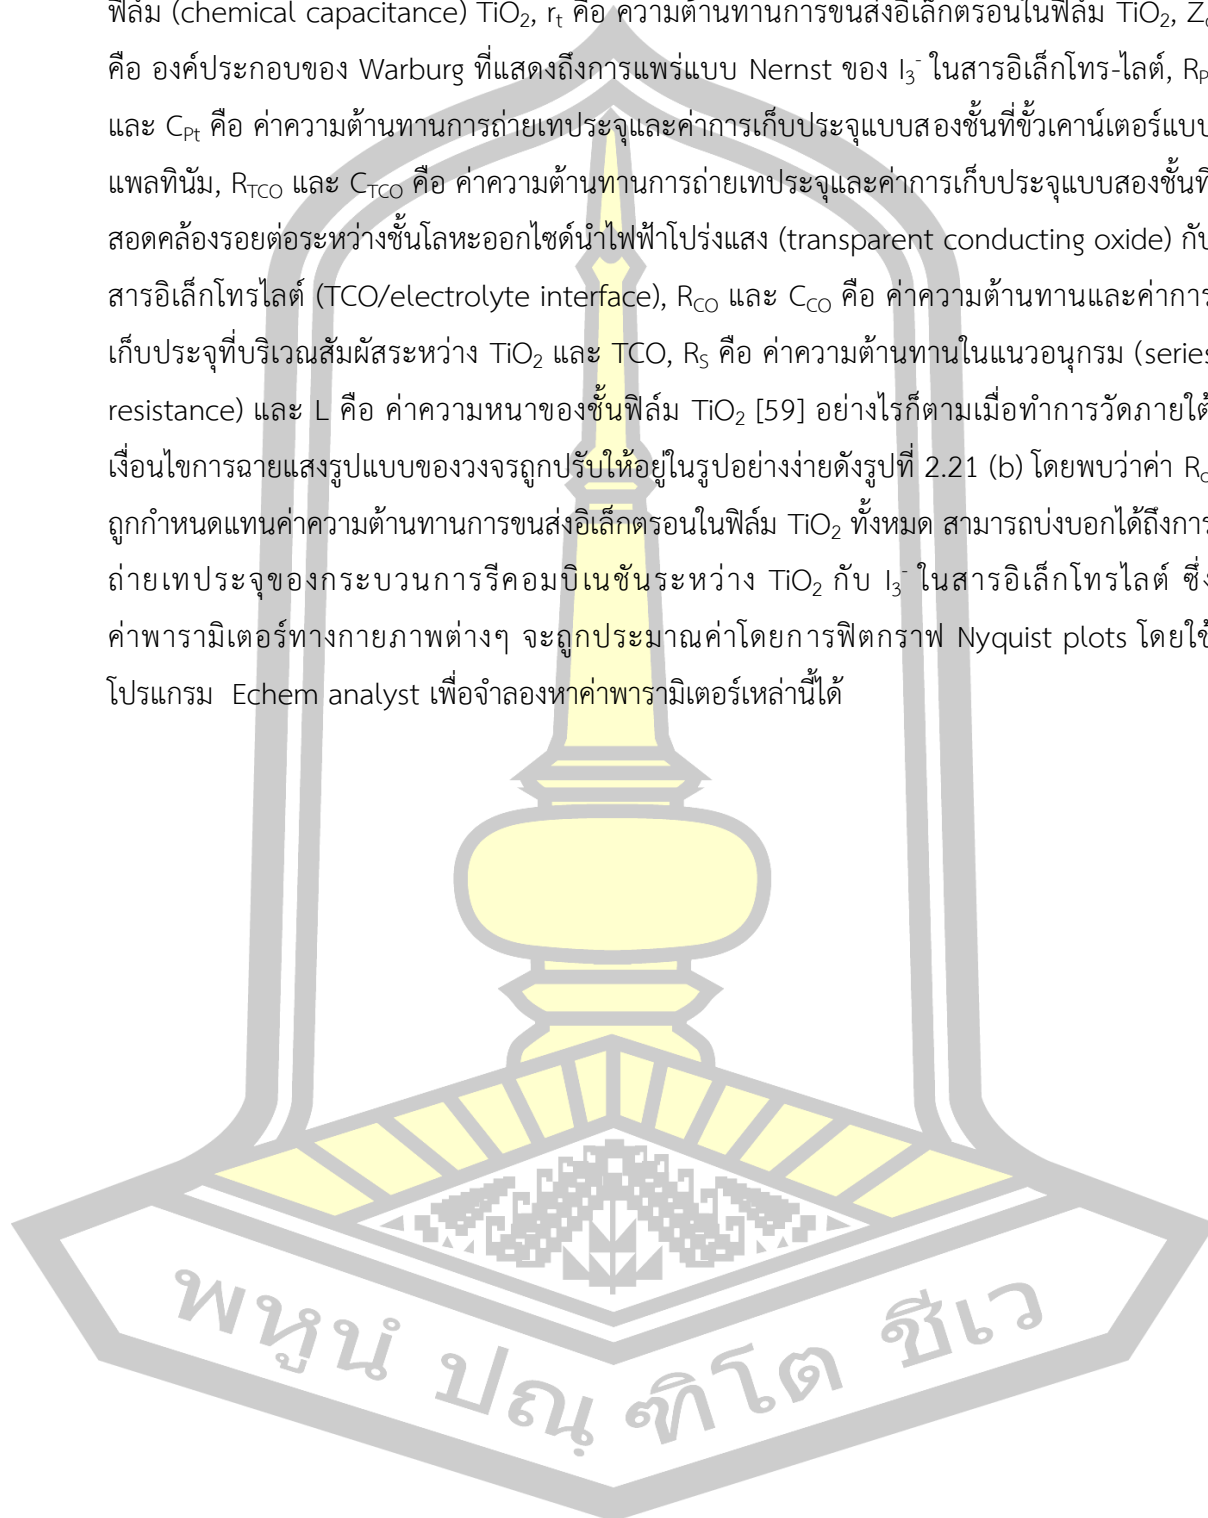 ฟิล์ม (chemical capacitance) TiO₂, rₜ คือ ความต้านทานการขนส่งอิเล็กตรอนในฟิล์ม TiO₂,
คือ องค์ประกอบของ Warburg ที่แสดงถึงการแพร่แบบ Nernst ของ I₃⁻ ในสารอิเล็กโทร-ไลต์,
และ C_Pt คือ ค่าความต้านทานการถ่ายเทประจุและค่าการเก็บประจุแบบสองชั้นที่ขั้วเคาน์เตอร์แบบ
แพลทินัม, R_TCO และ C_TCO คือ ค่าความต้านทานการถ่ายเทประจุและค่าการเก็บประจุแบบสองชั้นที่
สอดคล้องรอยต่อระหว่างชั้นโลหะออกไซด์นำไฟฟ้าโปร่งแสง (transparent conducting oxide) กับ
สารอิเล็กโทรไลต์ (TCO/electrolyte interface), R_CO และ C_CO คือ ค่าความต้านทานและค่าการ
เก็บประจุที่บริเวณสัมผัสระหว่าง TiO₂ และ TCO, R_S คือ ค่าความต้านทานในแนวอนุกรม (series
resistance) และ L คือ ค่าความหนาของชั้นฟิล์ม TiO₂ [59] อย่างไรก็ตามเมื่อทำการวัดภายใต้
เงื่อนไขการฉายแสงรูปแบบของวงจรถูกปรับให้อยู่ในรูปอย่างง่ายดังรูปที่ 2.21 (b) โดยพบว่าค่า
ถูกกำหนดแทนค่าความต้านทานการขนส่งอิเล็กตรอนในฟิล์ม TiO₂ ทั้งหมด สามารถบ่งบอกได้ถึงการ
ถ่ายเทประจุของกระบวนการรีคอมบิเนชันระหว่าง TiO₂ กับ I₃⁻ ในสารอิเล็กโทรไลต์ ซึ่ง
ค่าพารามิเตอร์ทางกายภาพต่างๆ จะถูกประมาณค่าโดยการฟิตกราฟ Nyquist plots โดยใช้
โปรแกรม Echem analyst เพื่อจำลองหาค่าพารามิเตอร์เหล่านี้ได้
พหูนํ ปณฺฑิโต ชีเว